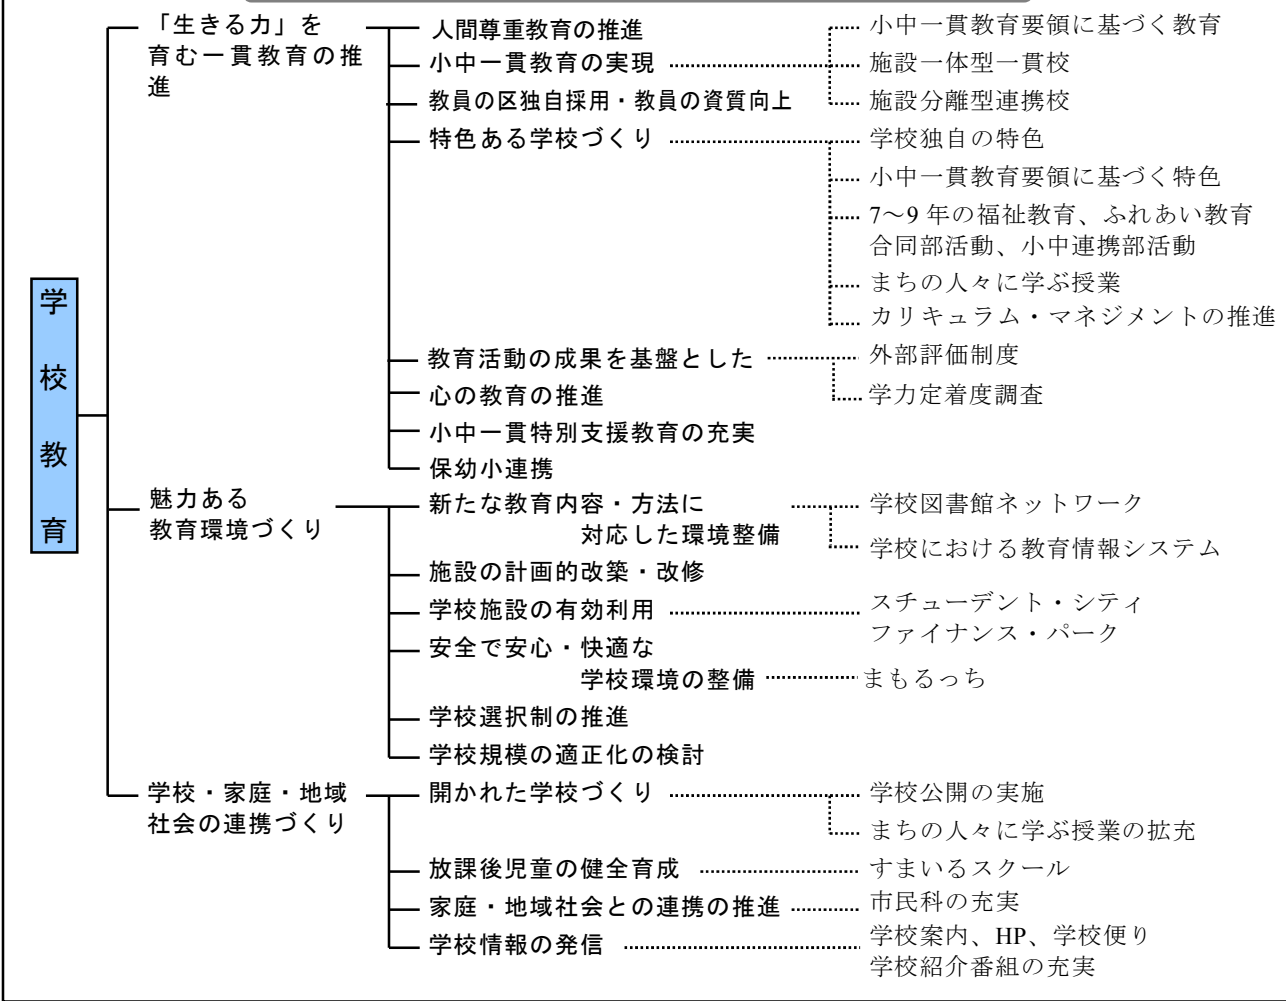 学
校
教
育
「生きる力」を
育む一貫教育の推
進
人間尊重教育の推進
小中一貫教育の実現
小中一貫教育要領に基づく教育
施設一体型一貫校
施設分離型連携校
教員の区独自採用・教員の資質向上
特色ある学校づくり
学校独自の特色
小中一貫教育要領に基づく特色
7～9 年の福祉教育、ふれあい教育
合同部活動、小中連携部活動
まちの人々に学ぶ授業
カリキュラム・マネジメントの推進
教育活動の成果を基盤とした
外部評価制度
学力定着度調査
心の教育の推進
小中一貫特別支援教育の充実
保幼小連携
魅力ある
教育環境づくり
新たな教育内容・方法に
対応した環境整備
学校図書館ネットワーク
学校における教育情報システム
施設の計画的改築・改修
学校施設の有効利用
スチューデント・シティ
ファイナンス・パーク
安全で安心・快適な
学校環境の整備
まもるっち
学校選択制の推進
学校規模の適正化の検討
学校・家庭・地域
社会の連携づくり
開かれた学校づくり
学校公開の実施
まちの人々に学ぶ授業の拡充
放課後児童の健全育成
すまいるスクール
家庭・地域社会との連携の推進
市民科の充実
学校情報の発信
学校案内、HP、学校便り
学校紹介番組の充実